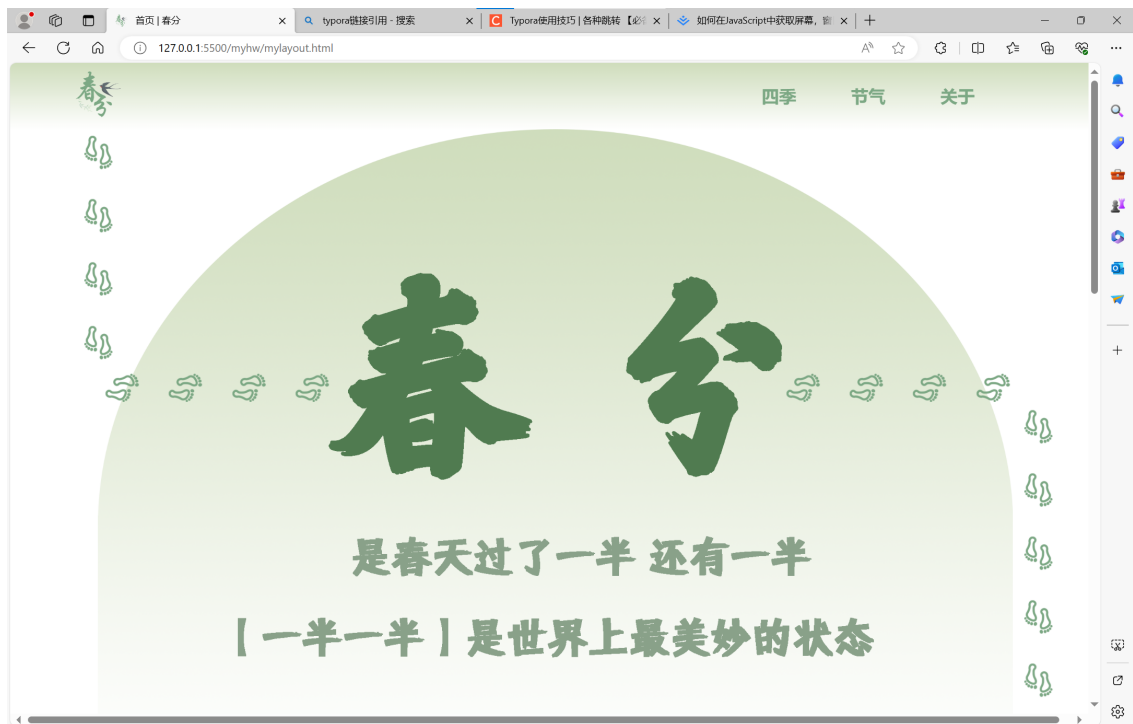 首页 | 春分
typora链接引用 - 搜索
Typora使用技巧 | 各种跳转 【必
如何在JavaScript中获取屏幕，
127.0.0.1:5500/myhw/mylayout.html
春分
四季 节气 关于
春 分
是春天过了一半 还有一半
【一半一半】是世界上最美妙的状态